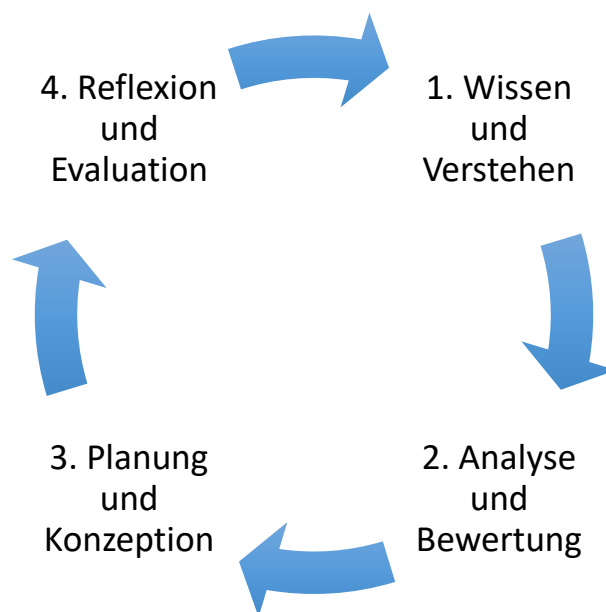 1. Wissen
und
Verstehen
2. Analyse
und
Bewertung
3. Planung
und
Konzeption
4. Reflexion
und
Evaluation